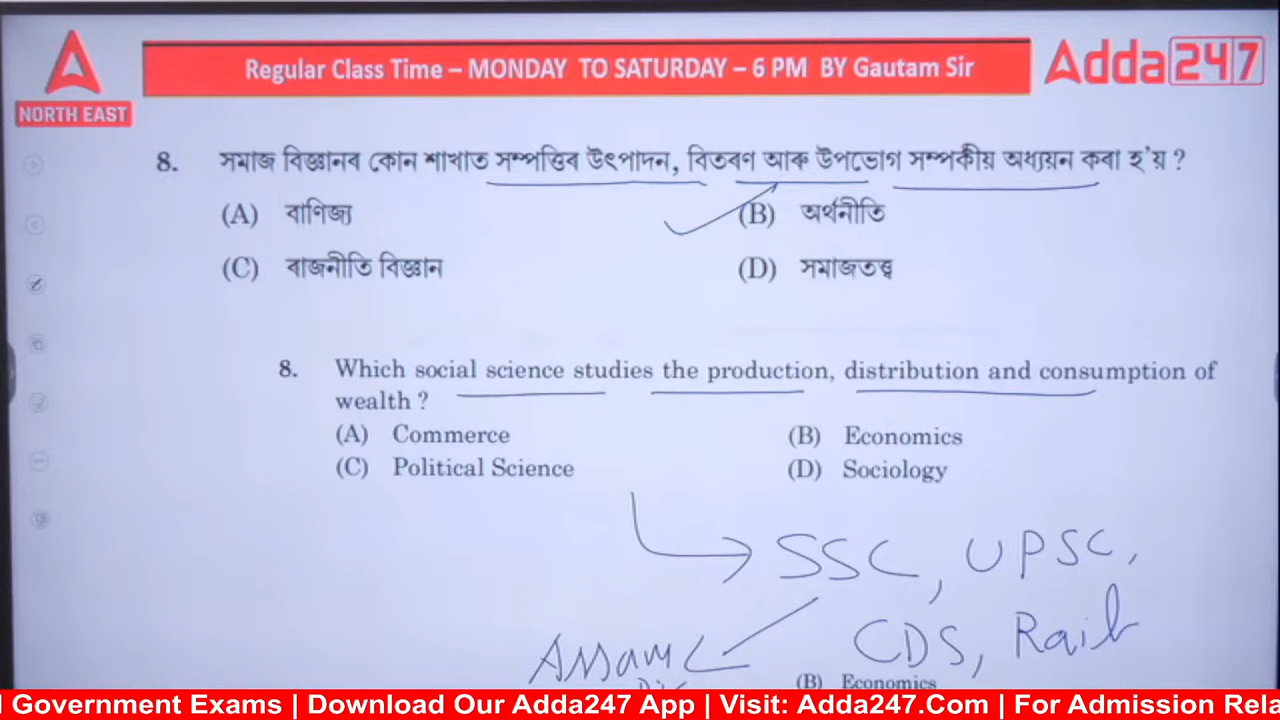 Regular Class Time – MONDAY TO SATURDAY – 6 PM BY Gautam Sir
Adda247
NORTH EAST
8. সমাজ বিজ্ঞানৰ কোন শাখাত সম্পত্তিৰ উৎপাদন, বিতৰণ আৰু উপভোগ সম্পৰ্কীয় অধ্যয়ন কৰা হ'য় ?
(A) বাণিজ্য (B) অৰ্থনীতি
(C) ৰাজনীতি বিজ্ঞান (D) সমাজতত্ত্ব
8. Which social science studies the production, distribution and consumption of
wealth ?
(A) Commerce (B) Economics
(C) Political Science (D) Sociology
SSC, UPSC,
CDS, Rail
Assam
(B) Economics
Government Exams | Download Our Adda247 App | Visit: Adda247.Com | For Admission Rela